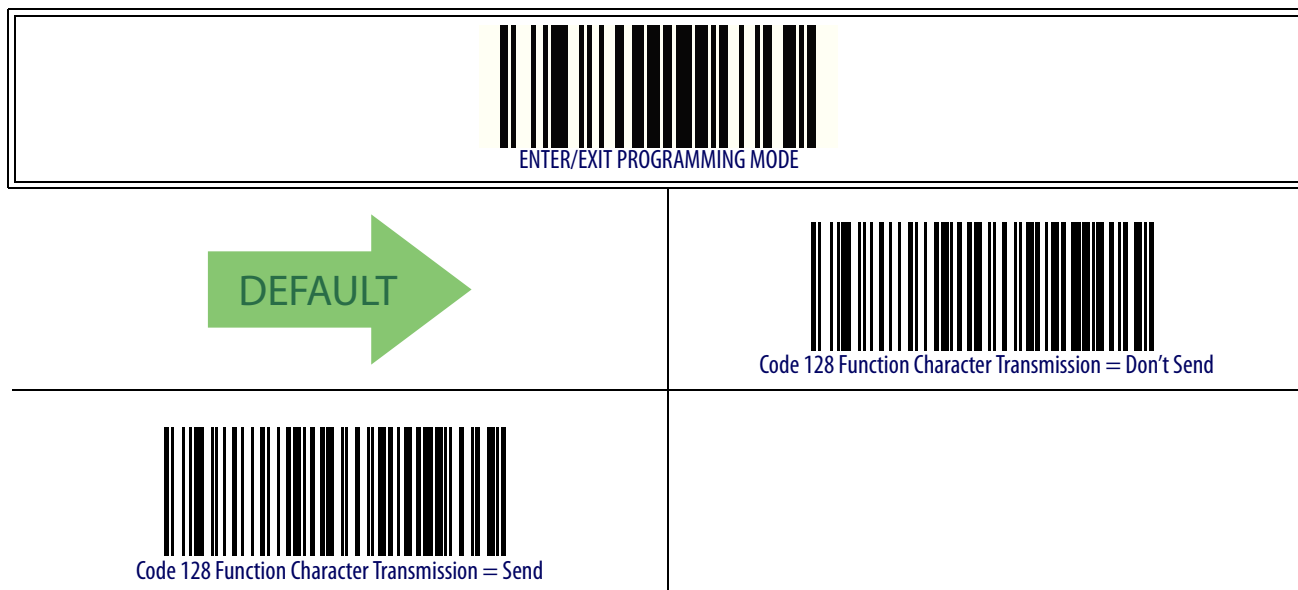 ENTER/EXIT PROGRAMMING MODE
DEFAULT
Code 128 Function Character Transmission = Don’t Send
Code 128 Function Character Transmission = Send